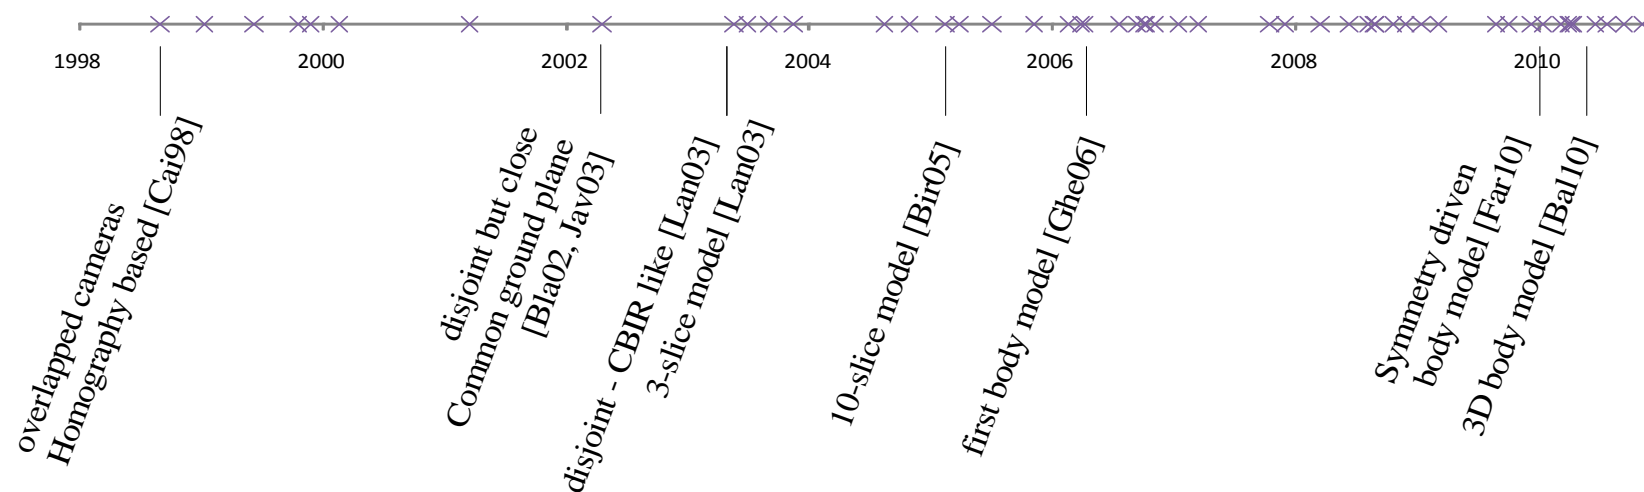 1998
2000
2002
2004
2006
2008
2010
overlapped cameras
Homography based [Cai98]
disjoint but close
Common ground plane
[Bla02, Jav03]
disjoint - CBIR like [Lan03]
3-slice model [Lan03]
10-slice model [Bir05]
first body model [Ghe06]
Symmetry driven
body model [Far10]
3D body model [Bal10]